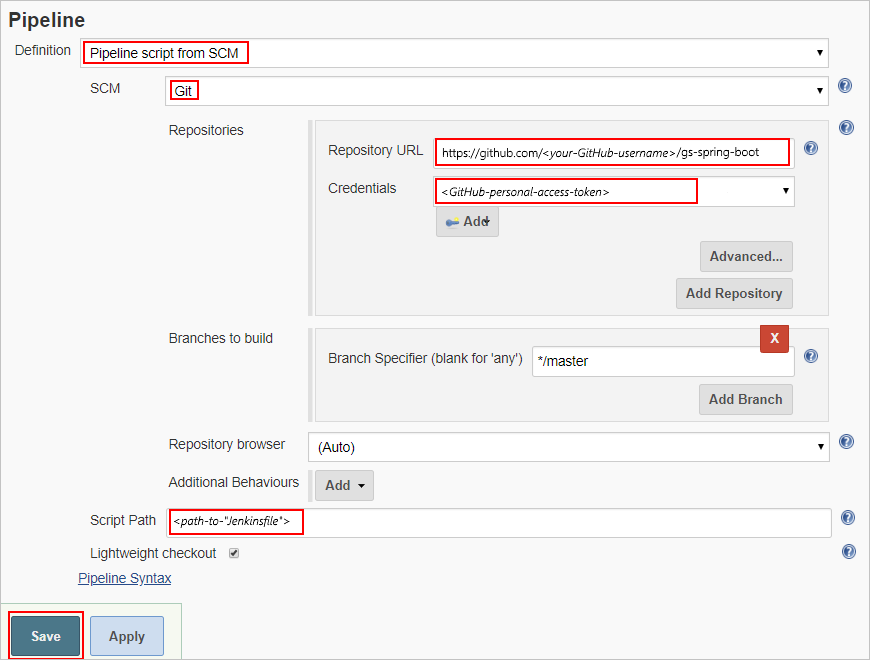 Pipeline
Definition Pipeline script from SCM
SCM Git
Repositories
Repository URL https://github.com/<your-GitHub-username>/gs-spring-boot
Credentials <GitHub-personal-access-token>
Add
Advanced...
Add Repository
Branches to build
X
Branch Specifier (blank for 'any') */master
Add Branch
Repository browser (Auto)
Additional Behaviours Add
Script Path <path-to-"Jenkinsfile">
Lightweight checkout
Pipeline Syntax
Save Apply